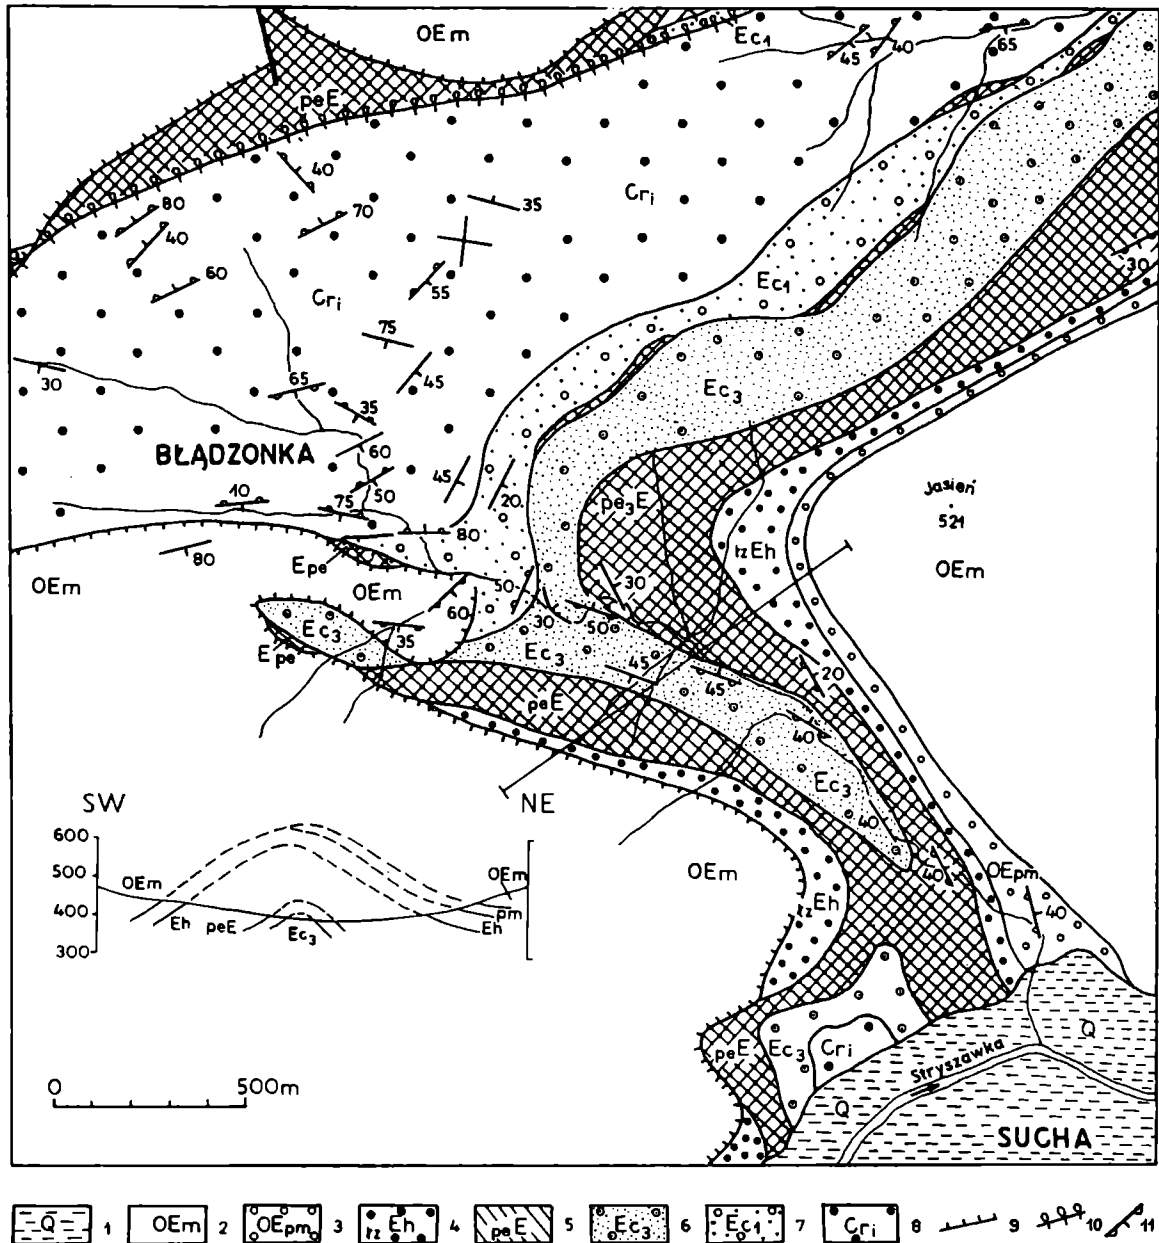 OEm
Ec1
45
40
65
peE
40
80
70
35
Cri
40
30
60
55
Ec1
Cri
75
30
65
45
35
Ec3
BŁĄDZONKA
60
45
50
20
Jasień
521
10
75
pe3E
80
tzEh
OEm
80
Epe
OEm
OEm
50
30
60
30
50
Ec3
35
Ec3
Epe
45
45
20
peE
40
Ec3
SW
NE
600
500
400
300
OEm
Eh
peE
Ec3
OEm
pm
Eh
40
OEm
40
OEpm
tzEh
40
peE
Ec3
Cri
Q
Stryszawka
Q
0
500m
SUCHA
Q 1
OEm 2
OEpm 3
tz Eh 4
peE 5
Ec3 6
Ec1 7
Cri 8
9
10
11